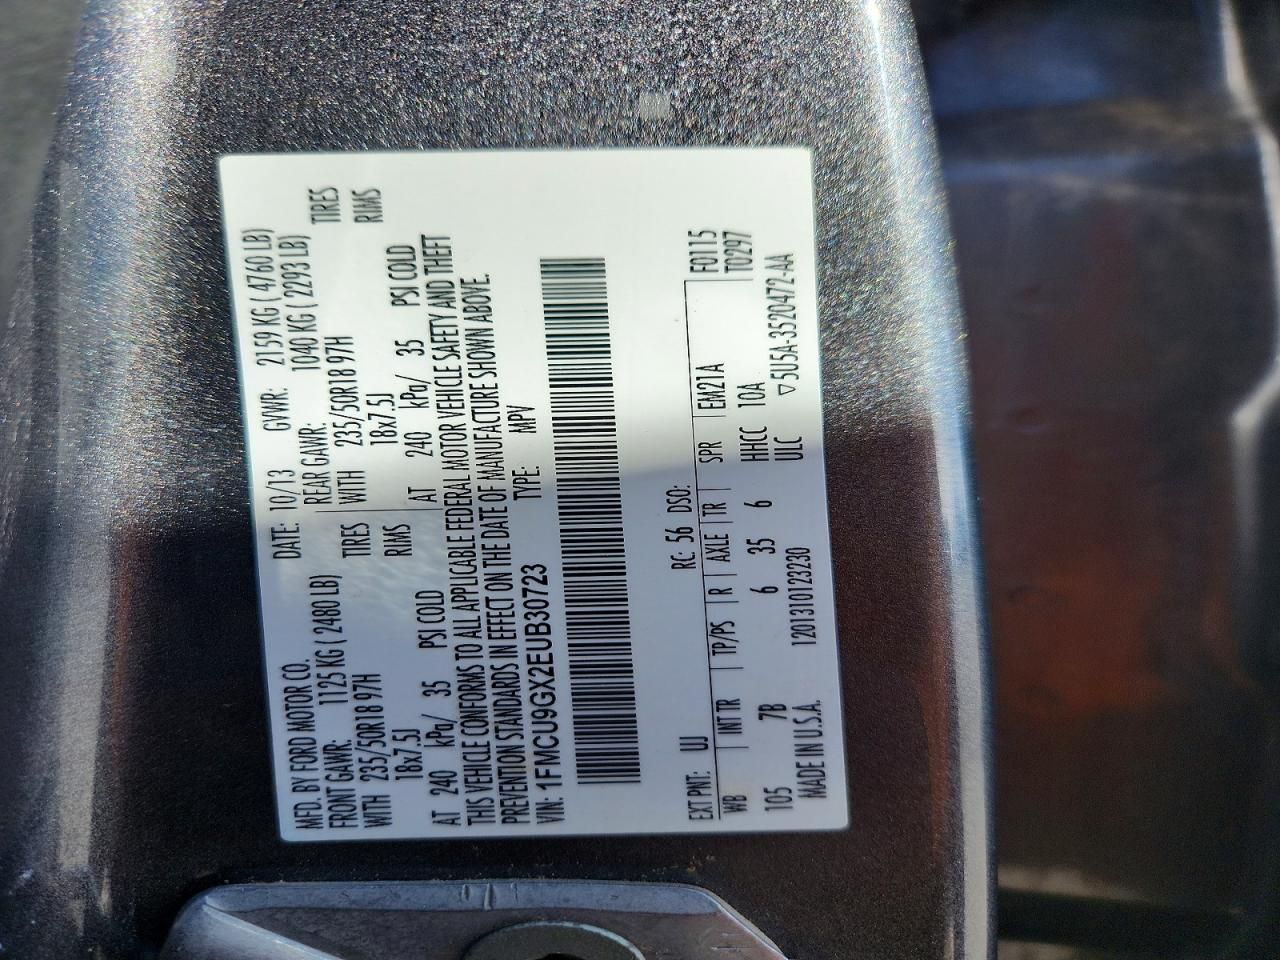 MFD. BY FORD MOTOR CO. DATE: 10/13 GVWR: 2159 KG ( 4760 LB)
FRONT GAWR: 1125 KG ( 2480 LB) REAR GAWR: 1040 KG ( 2293 LB)
WITH 235/50R18 97H TIRES WITH 235/50R18 97H TIRES
18x7.5J RIMS 18x7.5J RIMS
AT 240 kPa/ 35 PSI COLD AT 240 kPa/ 35 PSI COLD
THIS VEHICLE CONFORMS TO ALL APPLICABLE FEDERAL MOTOR VEHICLE SAFETY AND THEFT
PREVENTION STANDARDS IN EFFECT ON THE DATE OF MANUFACTURE SHOWN ABOVE.
VIN: 1FMCU9GX2EUB30723 TYPE: MPV
EXT PNT: UJ RC: 56 DSO: F0115
WB INT TR TP/PS R AXLE TR SPR EM21A T0297
105 7B 6 35 6 HHCC 10A
MADE IN U.S.A. 120131012323​0 ULC ▽5U5A-3520472-AA